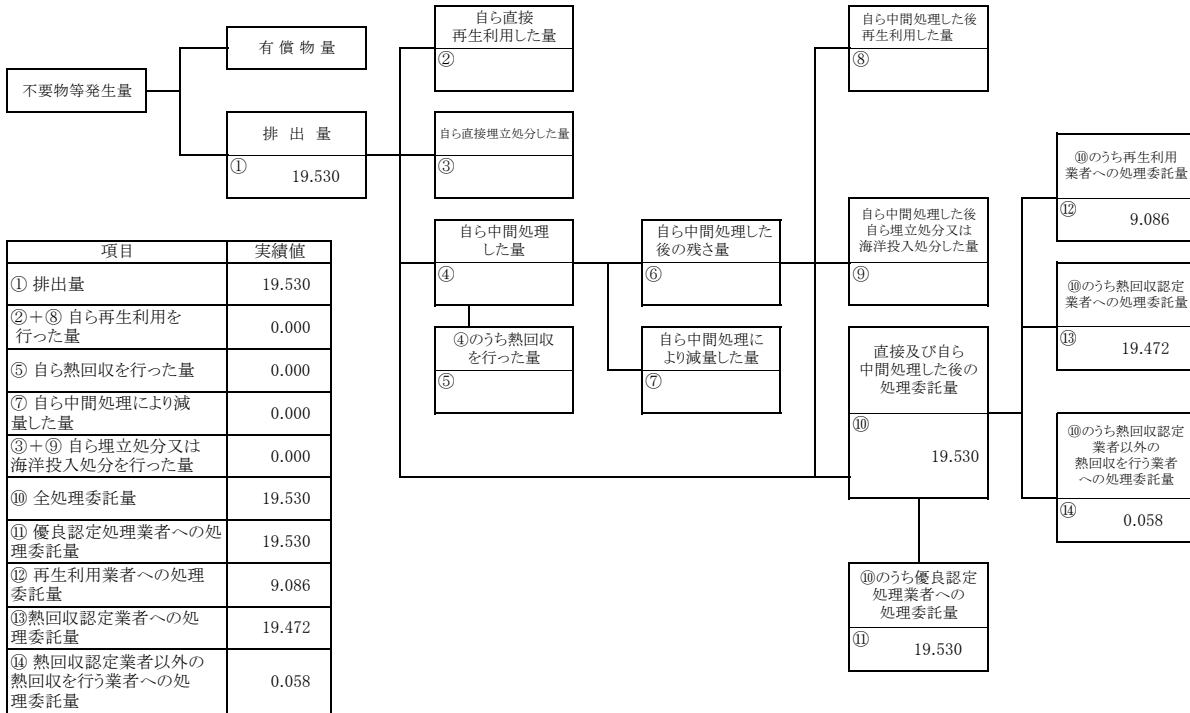 自ら直接
再生利用した量
②
自ら中間処理した後
再生利用した量
⑧
有 償 物 量
不要物等発生量
排 出 量
①
19.530
自ら直接埋立処分した量
③
⑩のうち再生利用
業者への処理委託量
⑫
9.086
自ら中間処理
した量
④
自ら中間処理した
後の残さ量
⑥
自ら中間処理した後
自ら埋立処分又は
海洋投入処分した量
⑨
⑩のうち熱回収認定
業者への処理委託量
⑬
19.472
④のうち熱回収
を行った量
⑤
自ら中間処理に
より減量した量
⑦
直接及び自ら
中間処理した後の
処理委託量
⑩
19.530
⑩のうち熱回収認定
業者以外の
熱回収を行う業者
への処理委託量
⑭
0.058
⑩のうち優良認定
処理業者への
処理委託量
⑪
19.530
項目 実績値
① 排出量 19.530
②＋⑧ 自ら再生利用を
行った量
0.000
⑤ 自ら熱回収を行った量 0.000
⑦ 自ら中間処理により減
量した量
0.000
③＋⑨ 自ら埋立処分又は
海洋投入処分を行った量
0.000
⑩ 全処理委託量 19.530
⑪ 優良認定処理業者への処
理委託量
19.530
⑫ 再生利用業者への処理
委託量
9.086
⑬熱回収認定業者への処
理委託量
19.472
⑭ 熱回収認定業者以外の
熱回収を行う業者への処
理委託量
0.058